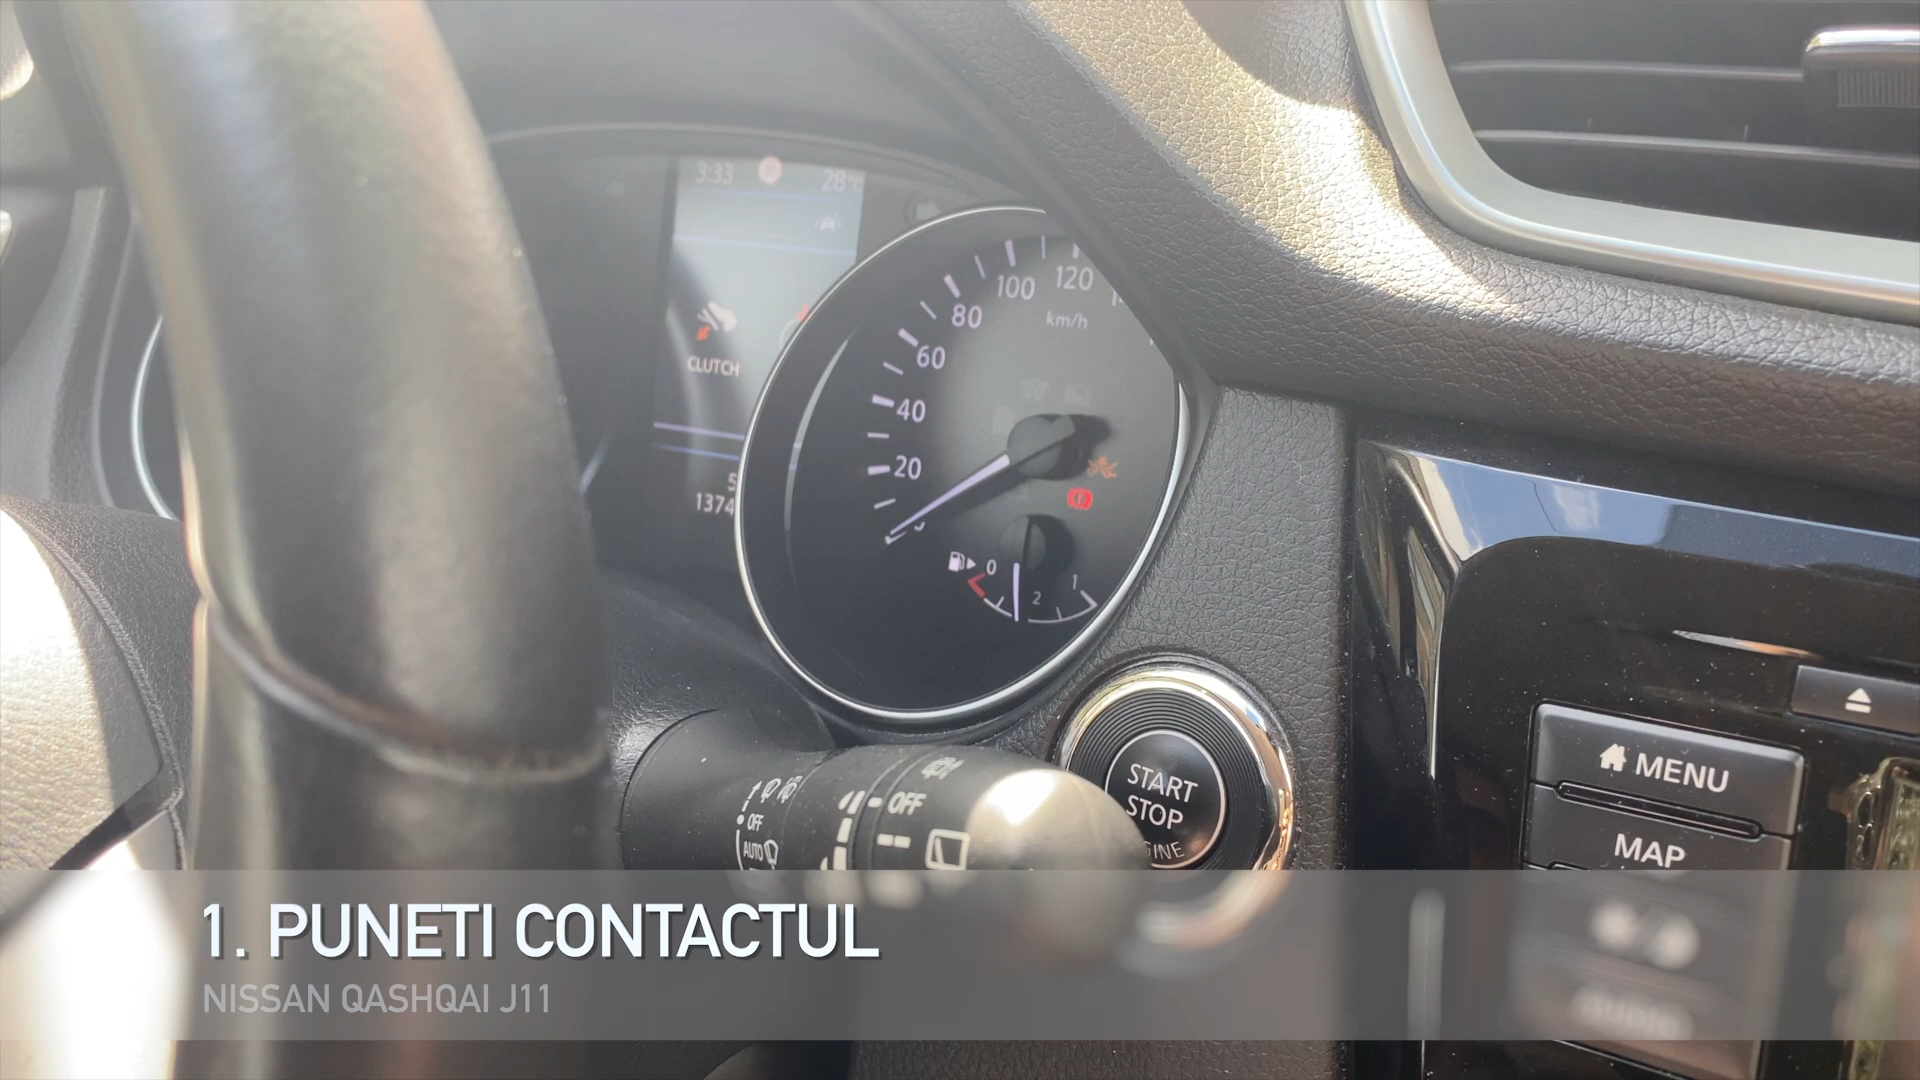 3:33
28°C
CLUTCH
1374
120
100
80
km/h
60
40
20
0
1
2
START
STOP
OFF
OFF
AUTO
MENU
MAP
1. PUNETI CONTACTUL
NISSAN QASHQAI J11